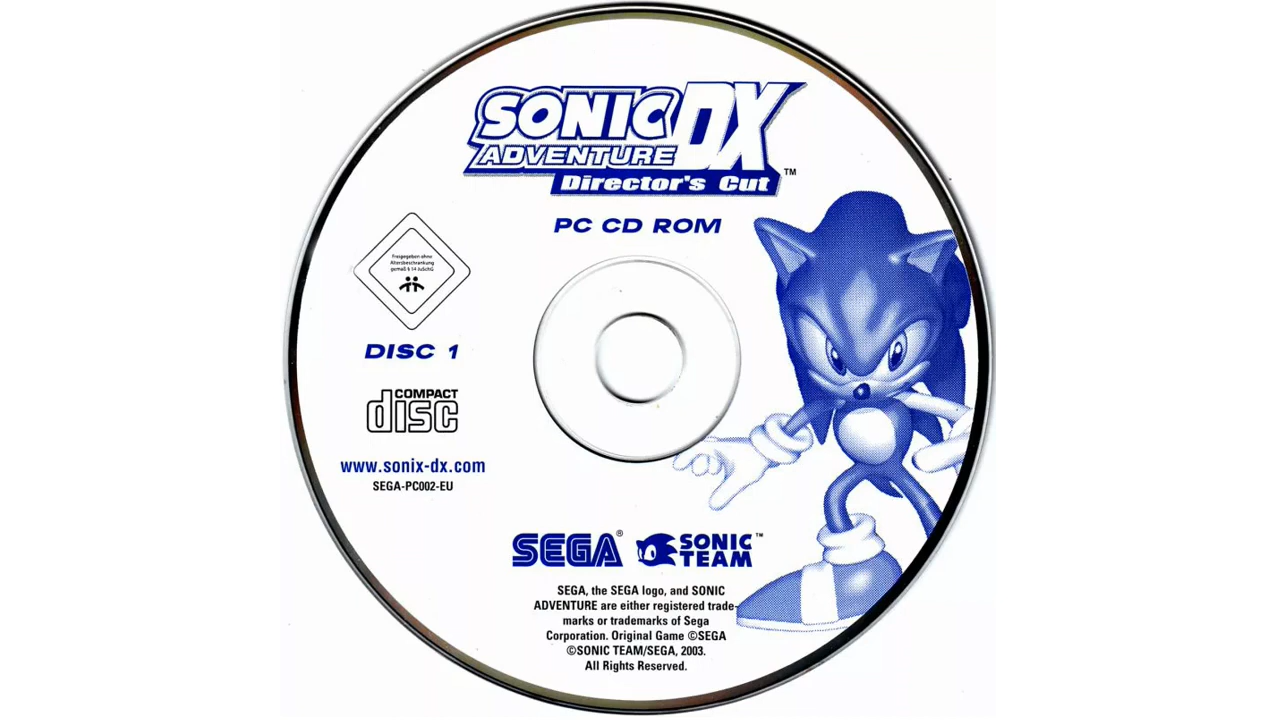 SONIC
ADVENTURE DX
Director's Cut ™
PC CD ROM
Freigegeben ohne
Altersbeschränkung
gemäß § 14 JuSchG
DISC 1
COMPACT
disc
www.sonix-dx.com
SEGA-PC002-EU
SEGA® SONIC TEAM™
SEGA, the SEGA logo, and SONIC
ADVENTURE are either registered trade-
marks or trademarks of Sega
Corporation. Original Game ©SEGA
©SONIC TEAM/SEGA, 2003.
All Rights Reserved.